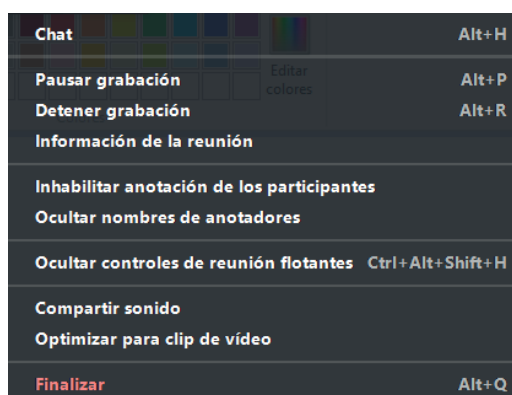 Chat Alt+H
Editar
colores
Pausar grabación Alt+P
Detener grabación Alt+R
Información de la reunión
Inhabilitar anotación de los participantes
Ocultar nombres de anotadores
Ocultar controles de reunión flotantes Ctrl+Alt+Shift+H
Compartir sonido
Optimizar para clip de vídeo
Finalizar Alt+Q